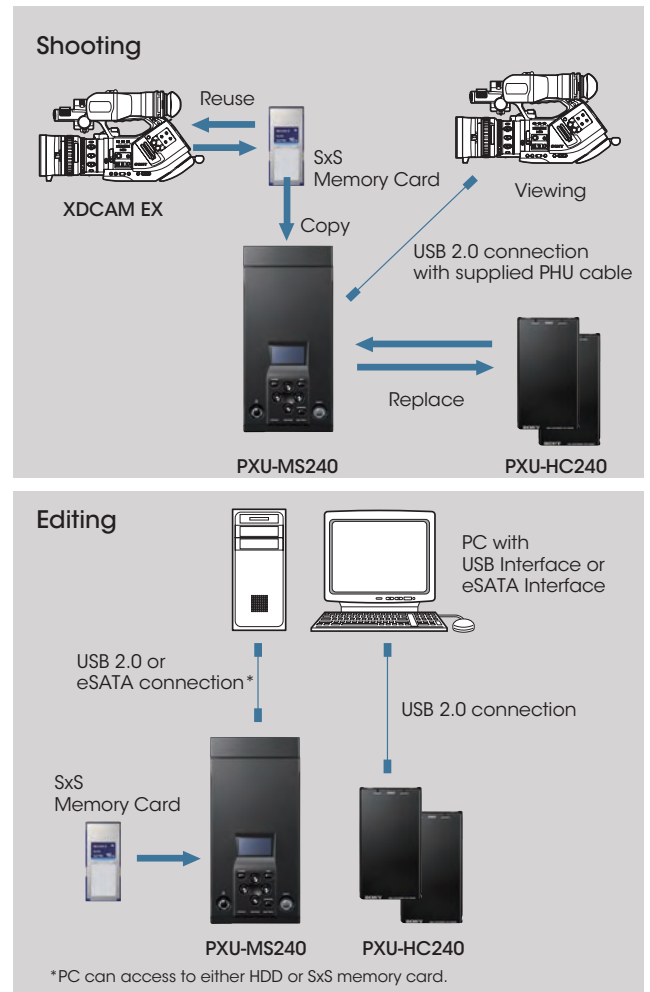 Shooting
Reuse
SxS
Memory Card
XDCAM EX
Viewing
Copy
USB 2.0 connection
with supplied PHU cable
Replace
PXU-MS240
PXU-HC240
Editing
PC with
USB Interface or
eSATA Interface
USB 2.0 or
eSATA connection*
USB 2.0 connection
SxS
Memory Card
PXU-MS240
PXU-HC240
*PC can access to either HDD or SxS memory card.